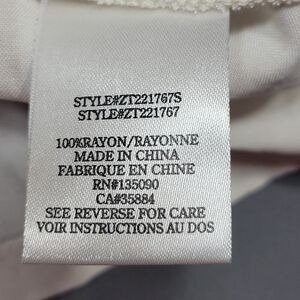 STYLE#ZT221767S
STYLE#ZT221767
100%RAYON/RAYONNE
MADE IN CHINA
FABRIQUE EN CHINE
RN#135090
CA#35884
SEE REVERSE FOR CARE
VOIR INSTRUCTIONS AU DOS